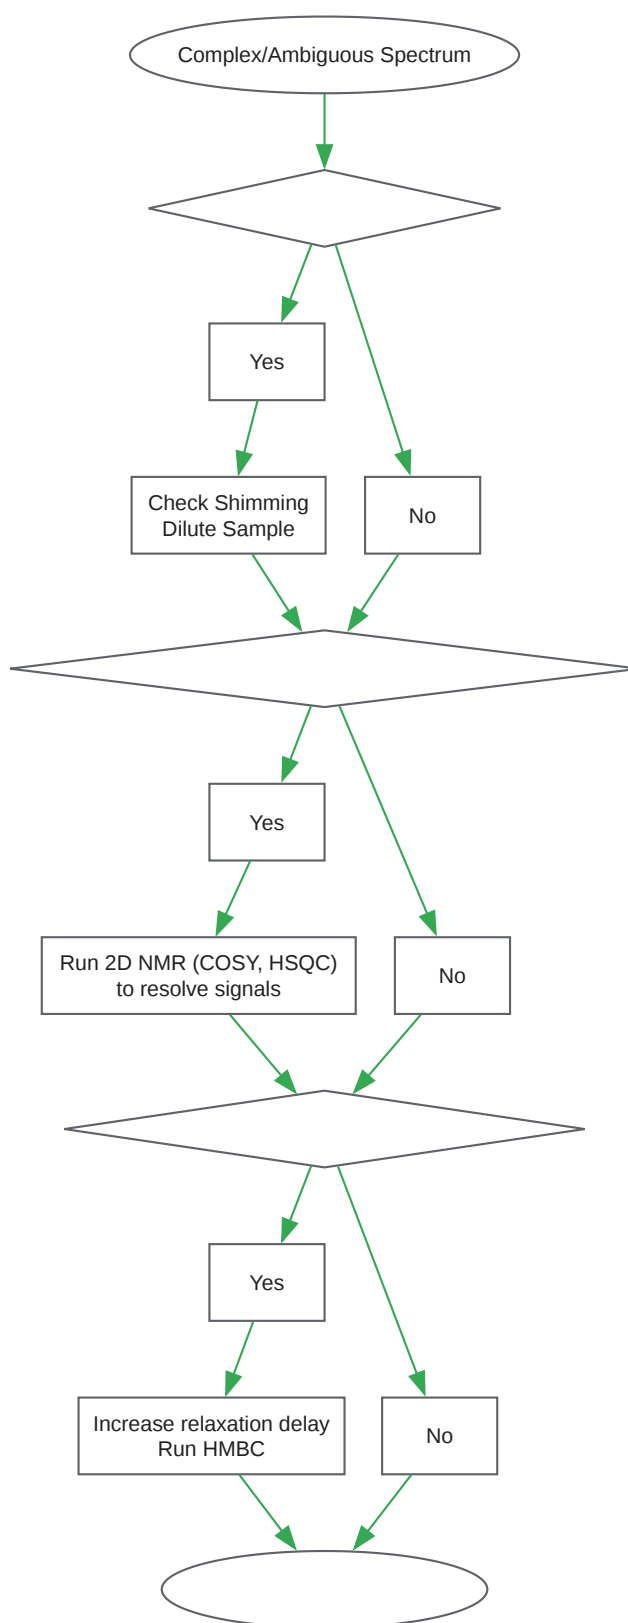 Complex/Ambiguous Spectrum
Yes
Check Shimming
Dilute Sample
No
Yes
Run 2D NMR (COSY, HSQC)
to resolve signals
No
Yes
Increase relaxation delay
Run HMBC
No